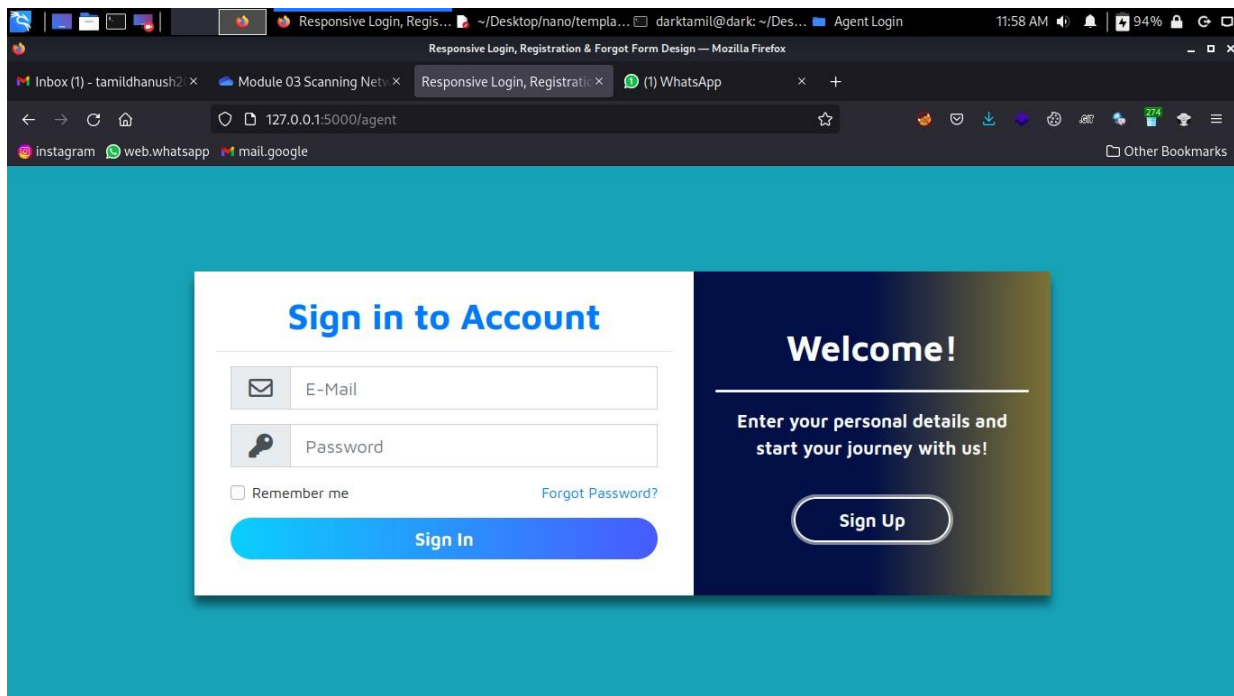 Responsive Login, Regis... ~/Desktop/nano/templa... darktamil@dark: ~/Des... Agent Login 11:58 AM 94%
Responsive Login, Registration & Forgot Form Design — Mozilla Firefox
Inbox (1) - tamildhanush2 Module 03 Scanning Netw Responsive Login, Registratio (1) WhatsApp
127.0.0.1:5000/agent 274
instagram web.whatsapp mail.google Other Bookmarks
Sign in to Account
E-Mail
Password
Remember me Forgot Password?
Sign In
Welcome!
Enter your personal details and
start your journey with us!
Sign Up